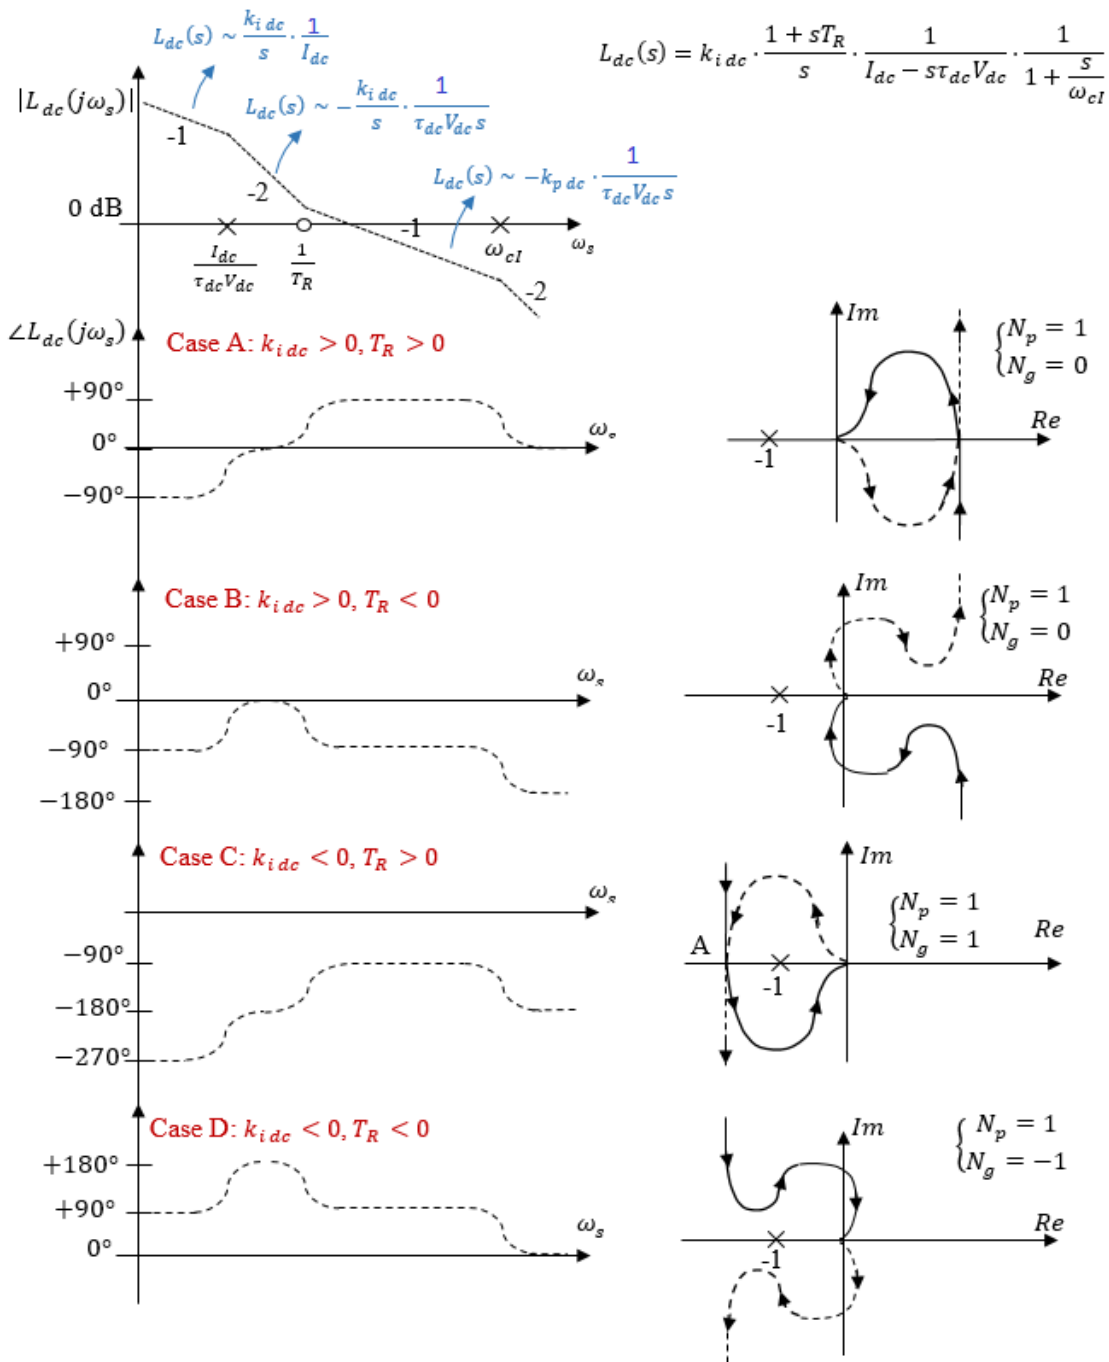 L_dc(s) ~ k_i dc / s · 1 / I_dc
L_dc(s) = k_i dc · (1 + sT_R) / s · 1 / (I_dc − sτ_dc V_dc) · 1 / (1 + s / ω_cI)
|L_dc(jω_s)|
L_dc(s) ~ − k_i dc / s · 1 / (τ_dc V_dc s)
-1
-2
L_dc(s) ~ −k_p dc · 1 / (τ_dc V_dc s)
0 dB
-1
I_dc / (τ_dc V_dc)
1 / T_R
ω_cI
ω_s
-2
∠L_dc(jω_s)
Case A: k_i dc > 0, T_R > 0
+90°
0°
ω_s
−90°
Im
{N_p = 1
N_g = 0
Re
-1
Case B: k_i dc > 0, T_R < 0
+90°
0°
ω_s
−90°
−180°
Im
{N_p = 1
N_g = 0
Re
-1
Case C: k_i dc < 0, T_R > 0
ω_s
−90°
−180°
−270°
Im
{N_p = 1
N_g = 1
Re
A
-1
Case D: k_i dc < 0, T_R < 0
+180°
+90°
0°
ω_s
Im
{N_p = 1
N_g = −1
Re
-1